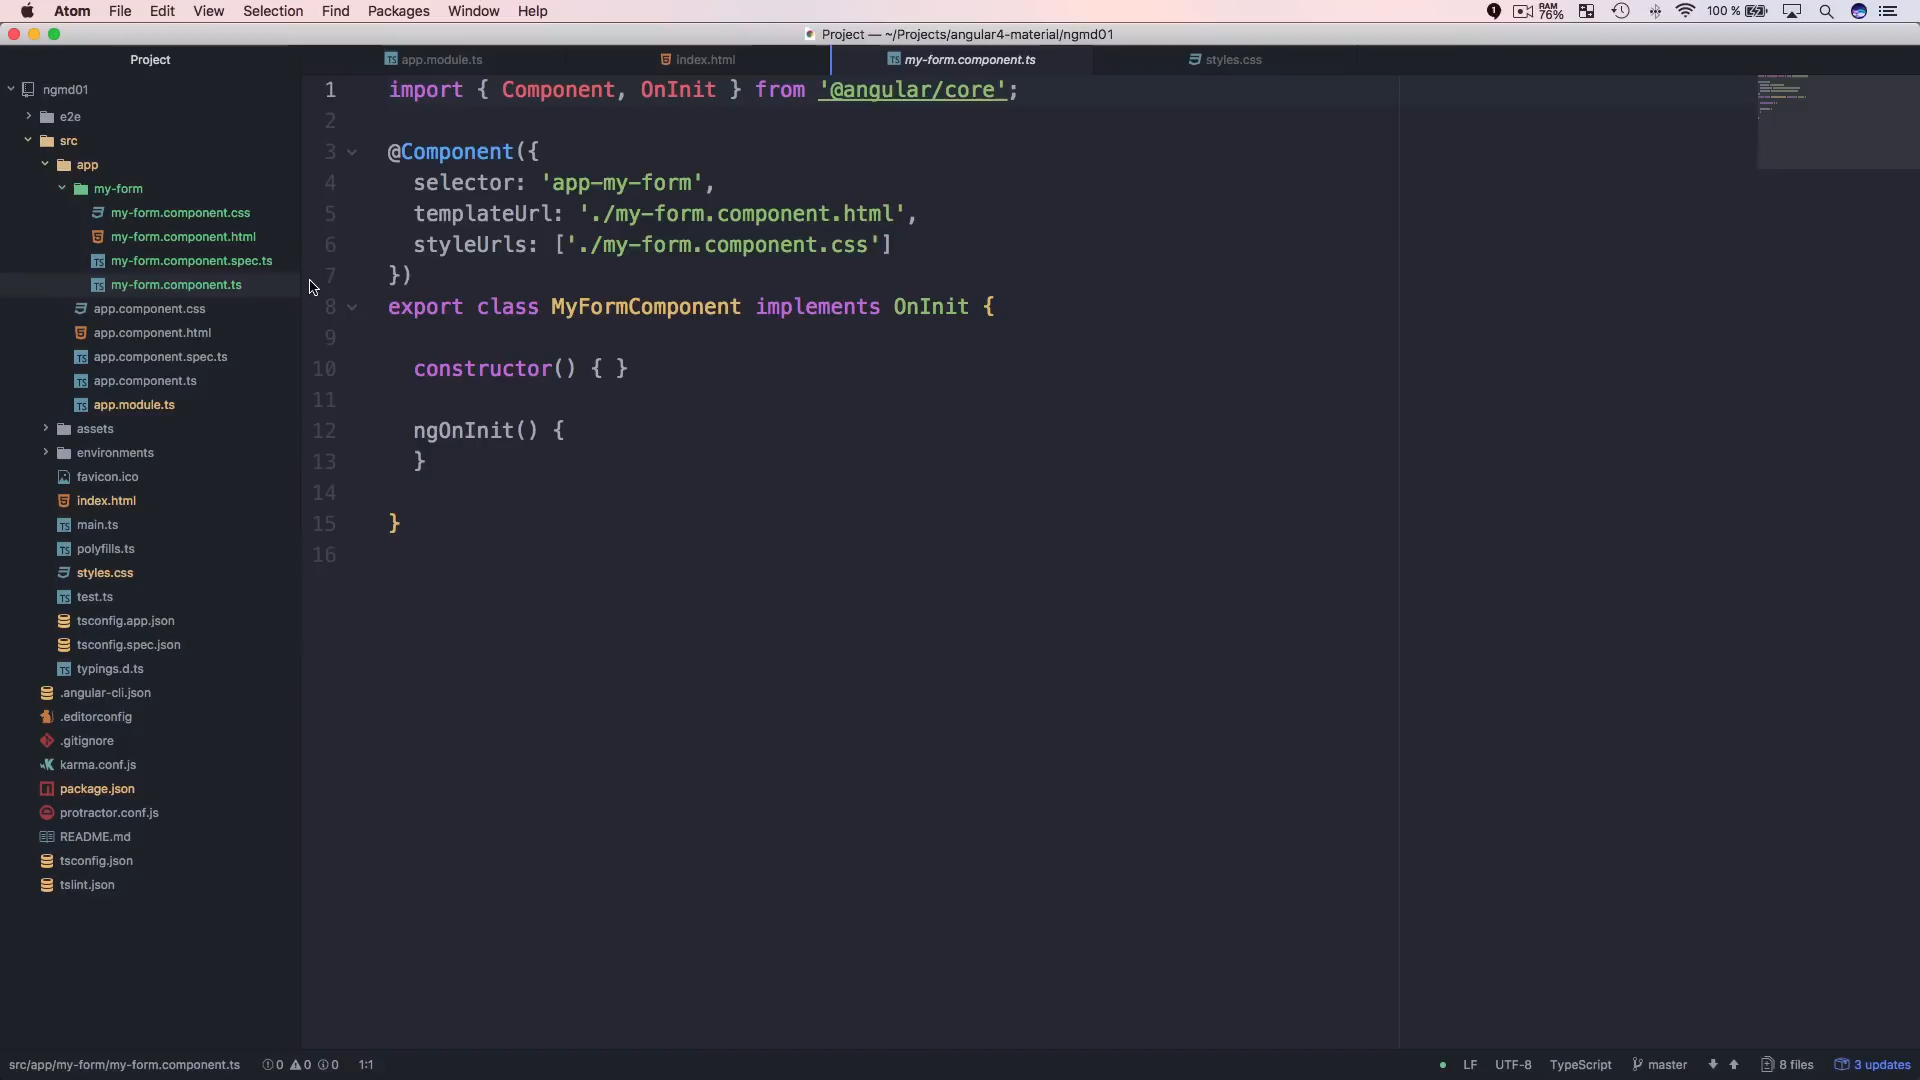 Atom File Edit View Selection Find Packages Window Help
1 RAM 76% 100 %
Project — ~/Projects/angular4-material/ngmd01
Project
app.module.ts index.html my-form.component.ts styles.css
ngmd01
e2e
src
app
my-form
my-form.component.css
my-form.component.html
my-form.component.spec.ts
my-form.component.ts
app.component.css
app.component.html
app.component.spec.ts
app.component.ts
app.module.ts
assets
environments
favicon.ico
index.html
main.ts
polyfills.ts
styles.css
test.ts
tsconfig.app.json
tsconfig.spec.json
typings.d.ts
.angular-cli.json
.editorconfig
.gitignore
karma.conf.js
package.json
protractor.conf.js
README.md
tsconfig.json
tslint.json
1 import { Component, OnInit } from '@angular/core';
2
3 @Component({
4 selector: 'app-my-form',
5 templateUrl: './my-form.component.html',
6 styleUrls: ['./my-form.component.css']
7 })
8 export class MyFormComponent implements OnInit {
9
10 constructor() { }
11
12 ngOnInit() {
13 }
14
15 }
16
src/app/my-form/my-form.component.ts 0 0 0 1:1
LF UTF-8 TypeScript master 8 files 3 updates